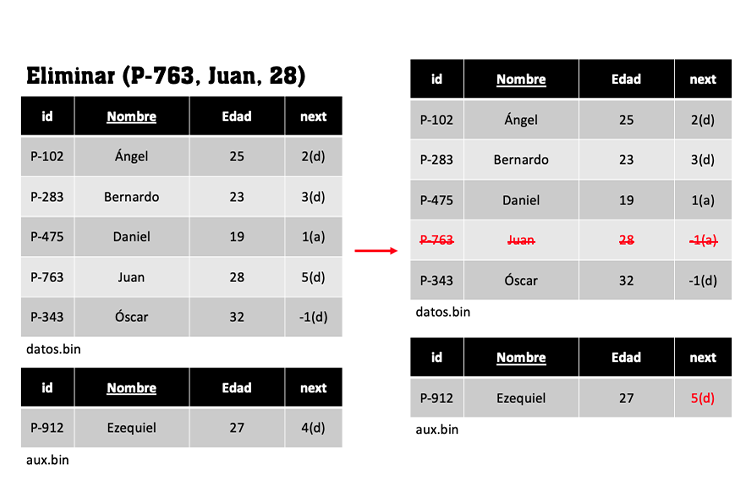 Eliminar (P-763, Juan, 28)
id Nombre Edad next
P-102 Ángel 25 2(d)
P-283 Bernardo 23 3(d)
P-475 Daniel 19 1(a)
P-763 Juan 28 5(d)
P-343 Óscar 32 -1(d)
datos.bin
id Nombre Edad next
P-912 Ezequiel 27 4(d)
aux.bin
id Nombre Edad next
P-102 Ángel 25 2(d)
P-283 Bernardo 23 3(d)
P-475 Daniel 19 1(a)
P-763 Juan 28 -1(a)
P-343 Óscar 32 -1(d)
datos.bin
id Nombre Edad next
P-912 Ezequiel 27 5(d)
aux.bin